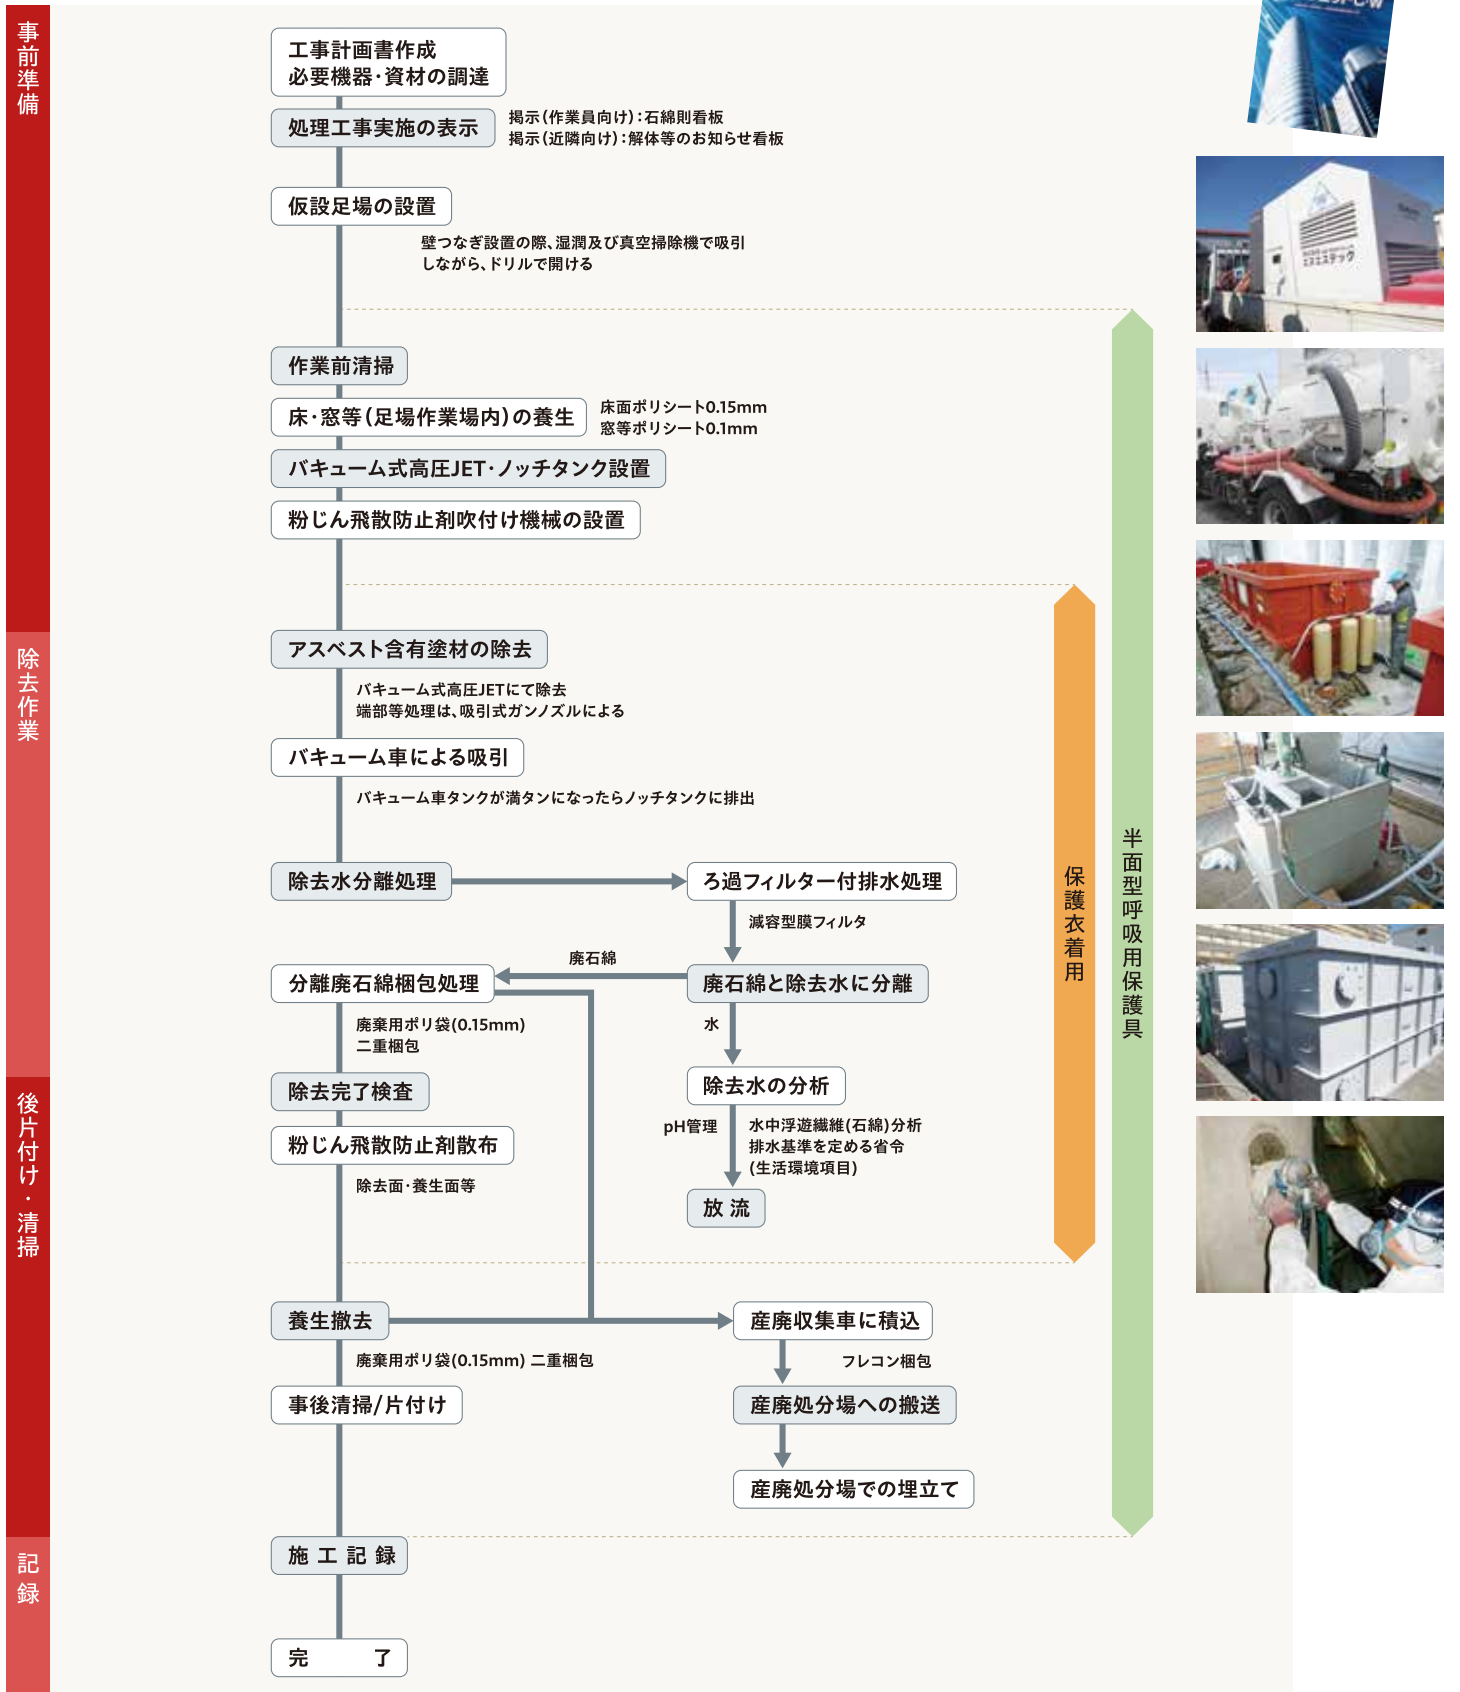 事前準備
工事計画書作成
必要機器・資材の調達
処理工事実施の表示
掲示（作業員向け）：石綿則看板
掲示（近隣向け）：解体等のお知らせ看板
仮設足場の設置
壁つなぎ設置の際、湿潤及び真空掃除機で吸引
しながら、ドリルで開ける
作業前清掃
床・窓等（足場作業場内）の養生
床面ポリシート0.15mm
窓等ポリシート0.1mm
バキューム式高圧JET・ノッチタンク設置
粉じん飛散防止剤吹付け機械の設置
除去作業
アスベスト含有塗材の除去
バキューム式高圧JETにて除去
端部等処理は、吸引式ガンノズルによる
バキューム車による吸引
バキューム車タンクが満タンになったらノッチタンクに排出
除去水分離処理
ろ過フィルター付排水処理
減容型膜フィルタ
廃石綿
分離廃石綿梱包処理
廃石綿と除去水に分離
廃棄用ポリ袋(0.15mm)
二重梱包
水
後片付け・清掃
除去完了検査
除去水の分析
粉じん飛散防止剤散布
pH管理
水中浮遊繊維(石綿)分析
排水基準を定める省令
(生活環境項目)
除去面・養生面等
放流
養生撤去
産廃収集車に積込
廃棄用ポリ袋(0.15mm) 二重梱包
フレコン梱包
事後清掃/片付け
産廃処分場への搬送
産廃処分場での埋立て
記録
施工記録
完了
保護衣着用
半面型呼吸用保護具
エヌエステック